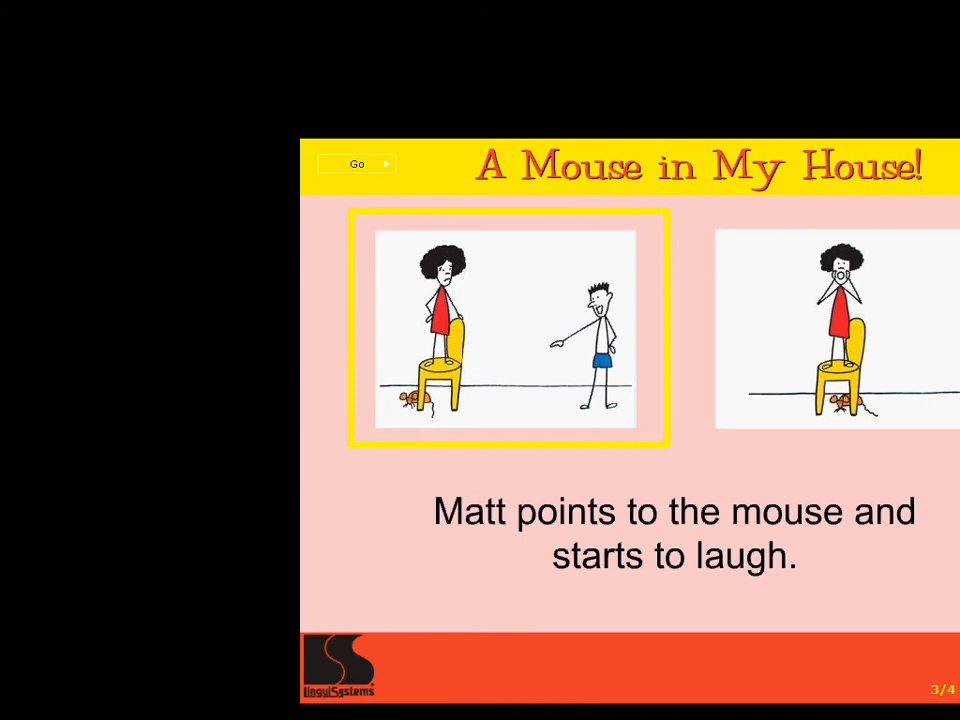 Go
A Mouse in My House!
Matt points to the mouse and
starts to laugh.
LinguiSystems
3/4